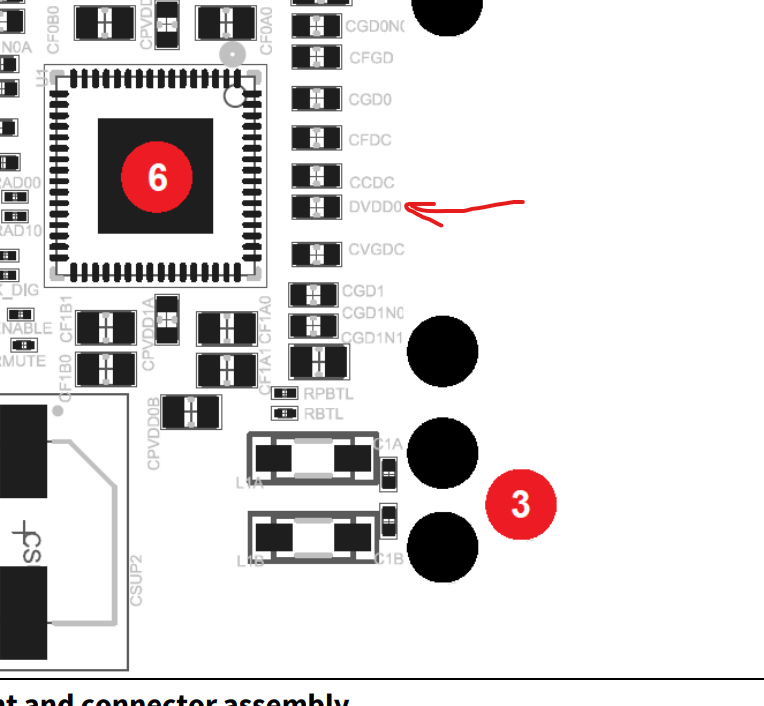 CF0B0
CPVDD
CF0A0
CGD0N0
N0A
CFGD
U1
CGD0
CFDC
6
RAD00
CCDC
DVDD0
RAD10
CVGDC
_DIG
CGD1
ENABLE
CF1B1
CPVDD1A
CF1A0
CGD1N0
CGD1N1
RMUTE
CF1B0
CF1A1
RPBTL
RBTL
CPVDD0B
C1A
L1A
3
CS
CSUP2
L1B
C1B
nt and connector assembly